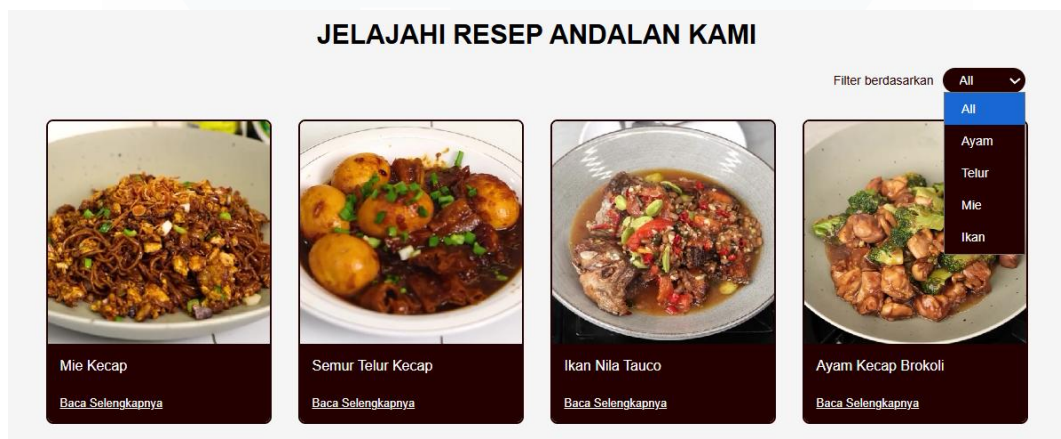 JELAJAHI RESEP ANDALAN KAMI
Filter berdasarkan All
All
Ayam
Telur
Mie
Ikan
Mie Kecap
Baca Selengkapnya
Semur Telur Kecap
Baca Selengkapnya
Ikan Nila Tauco
Baca Selengkapnya
Ayam Kecap Brokoli
Baca Selengkapnya